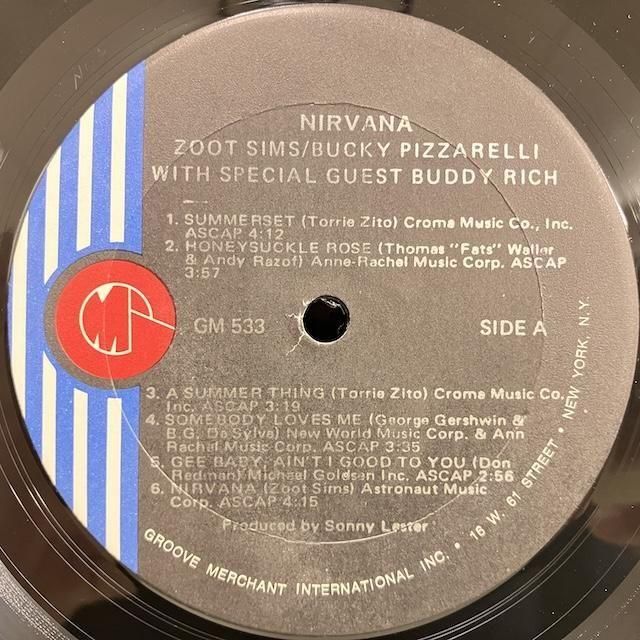 NIRVANA
ZOOT SIMS/BUCKY PIZZARELLI
WITH SPECIAL GUEST BUDDY RICH
1. SUMMERSET (Torrie Zito) Croma Music Co., Inc.
ASCAP 4:12
2. HONEYSUCKLE ROSE (Thomas "Fats" Waller
& Andy Razof) Anne-Rachel Music Corp. ASCAP
3:57
GM 533
SIDE A
3. A SUMMER THING (Torrie Zito) Croma Music Co.
Inc. ASCAP 3:19
4. SOMEBODY LOVES ME (George Gershwin &
B.G. De Sylva) New World Music Corp. & Ann
Rachel Music Corp. ASCAP 3:35
5. GEE BABY, AIN'T I GOOD TO YOU (Don
Redman) Michael Goldsen Inc. ASCAP 2:56
6. NIRVANA (Zoot Sims) Astronaut Music
Corp. ASCAP 4:15
Produced by Sonny Lester
GROOVE MERCHANT INTERNATIONAL INC. • 16 W. 61 STREET • NEW YORK, N.Y.